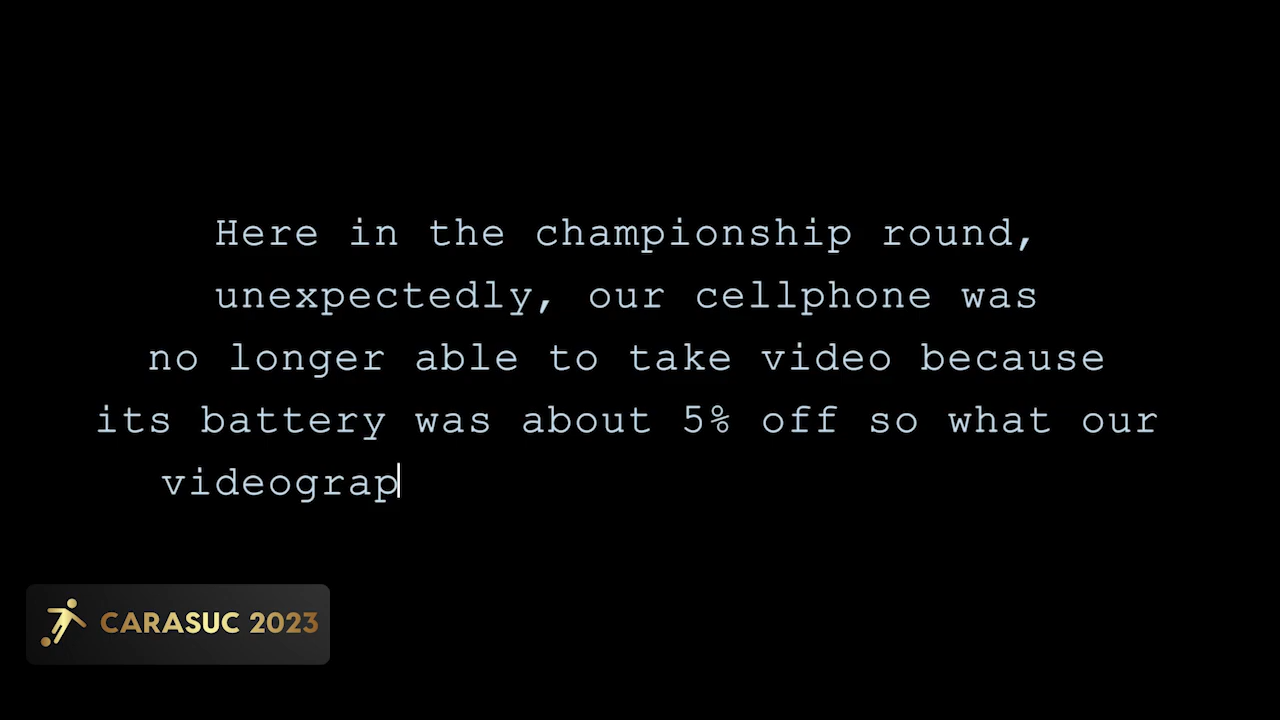 Here in the championship round,
unexpectedly, our cellphone was
no longer able to take video because
its battery was about 5% off so what our
videograp
CARASUC 2023